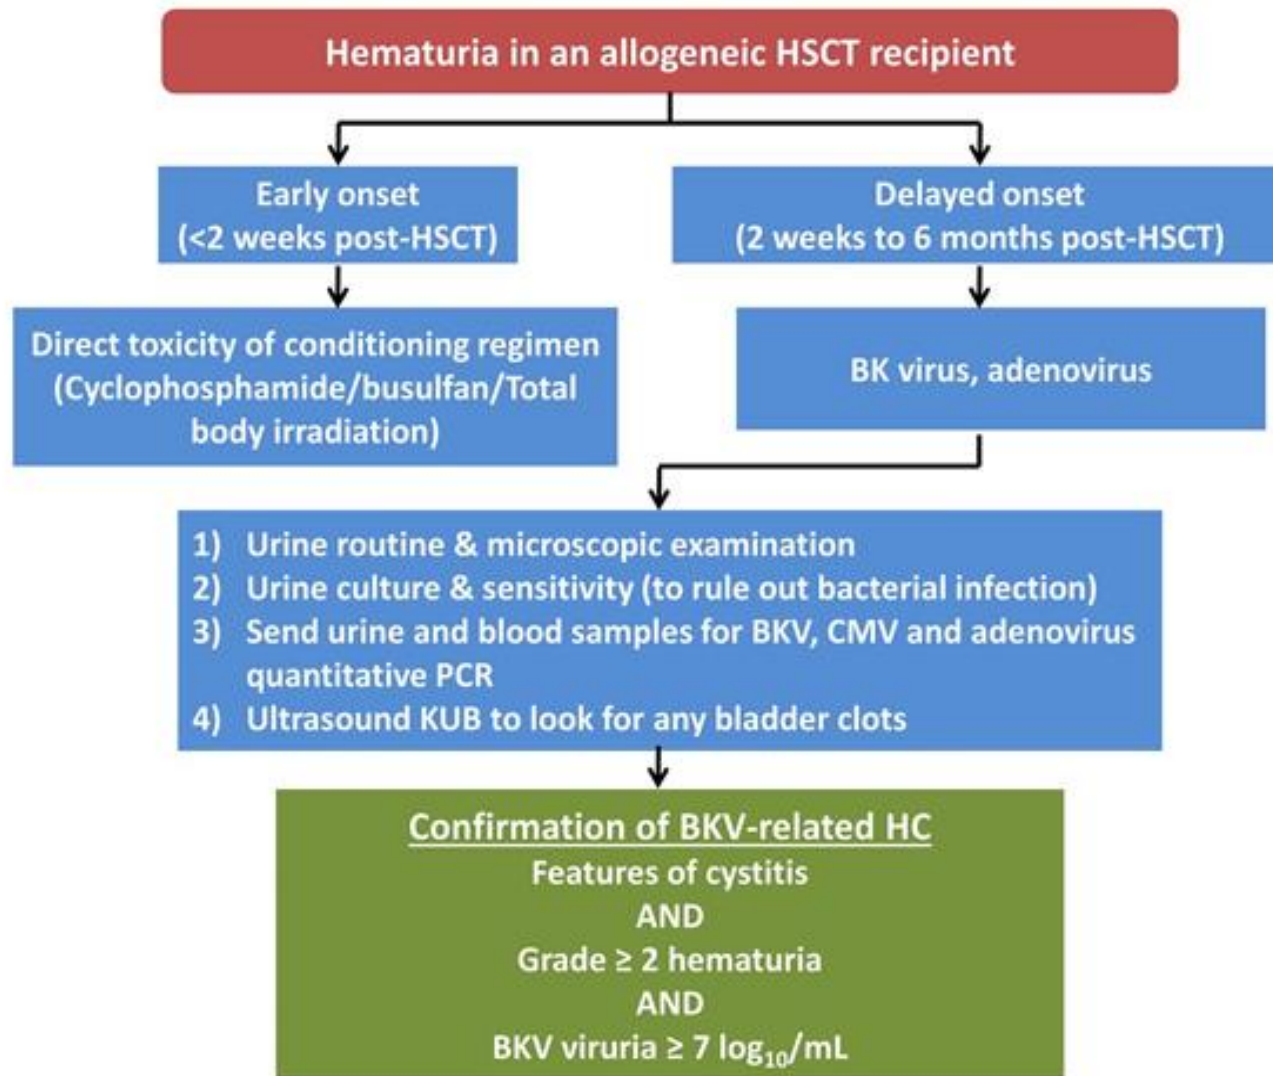 Hematuria in an allogeneic HSCT recipient
Early onset
(<2 weeks post-HSCT)
Delayed onset
(2 weeks to 6 months post-HSCT)
Direct toxicity of conditioning regimen
(Cyclophosphamide/busulfan/Total
body irradiation)
BK virus, adenovirus
1) Urine routine & microscopic examination
2) Urine culture & sensitivity (to rule out bacterial infection)
3) Send urine and blood samples for BKV, CMV and adenovirus
quantitative PCR
4) Ultrasound KUB to look for any bladder clots
Confirmation of BKV-related HC
Features of cystitis
AND
Grade ≥ 2 hematuria
AND
BKV viruria ≥ 7 log₁₀/mL